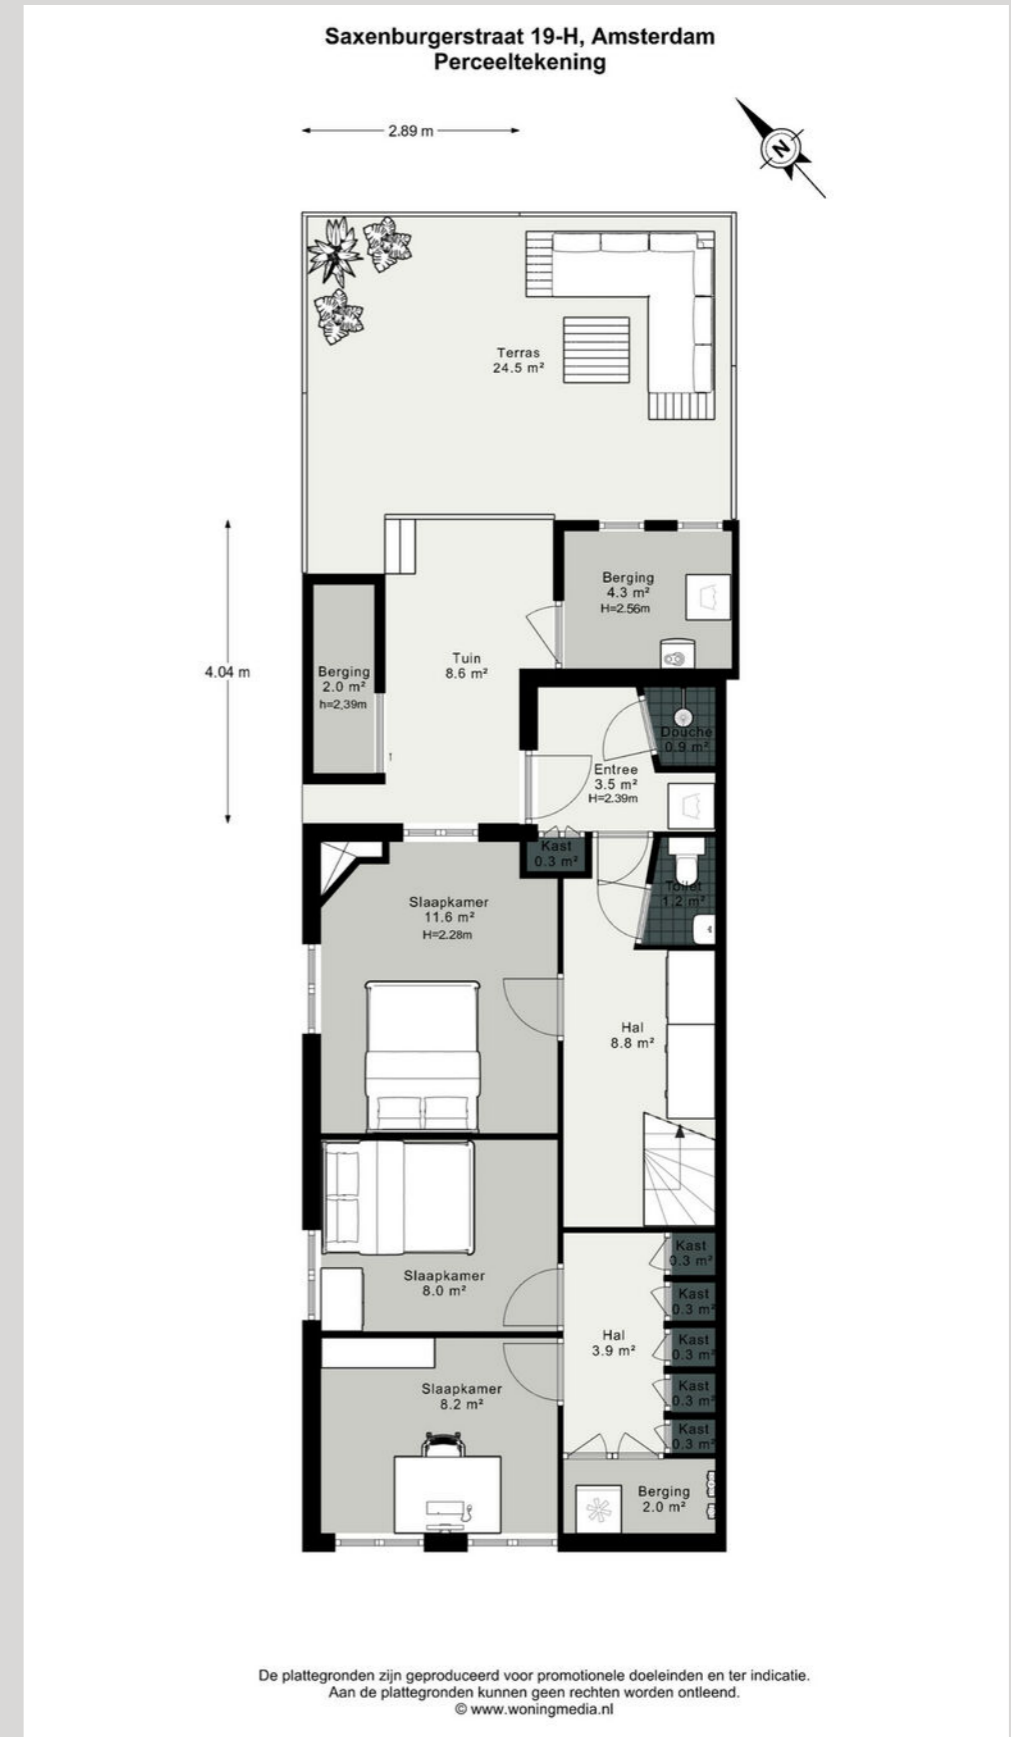 Saxenburgerstraat 19-H, Amsterdam
Perceeltekening
2.89 m
N
Terras
24.5 m²
Berging
4.3 m²
H=2.56m
4.04 m
Berging
2.0 m²
h=2,39m
Tuin
8.6 m²
1
Douche
0.9 m²
Entree
3.5 m²
H=2.39m
Kast
0.3 m²
Toilet
1.2 m²
Slaapkamer
11.6 m²
H=2.28m
Hal
8.8 m²
Slaapkamer
8.0 m²
Kast
0.3 m²
Kast
0.3 m²
Kast
0.3 m²
Kast
0.3 m²
Kast
0.3 m²
Hal
3.9 m²
Slaapkamer
8.2 m²
Berging
2.0 m²
De plattegronden zijn geproduceerd voor promotionele doeleinden en ter indicatie.
Aan de plattegronden kunnen geen rechten worden ontleend.
© www.woningmedia.nl